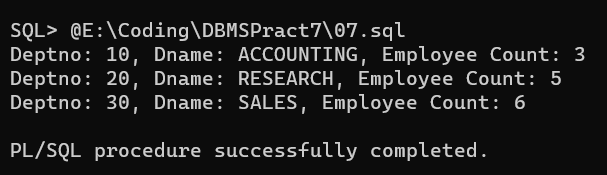 SQL> @E:\Coding\DBMSPract7\07.sql
Deptno: 10, Dname: ACCOUNTING, Employee Count: 3
Deptno: 20, Dname: RESEARCH, Employee Count: 5
Deptno: 30, Dname: SALES, Employee Count: 6
PL/SQL procedure successfully completed.